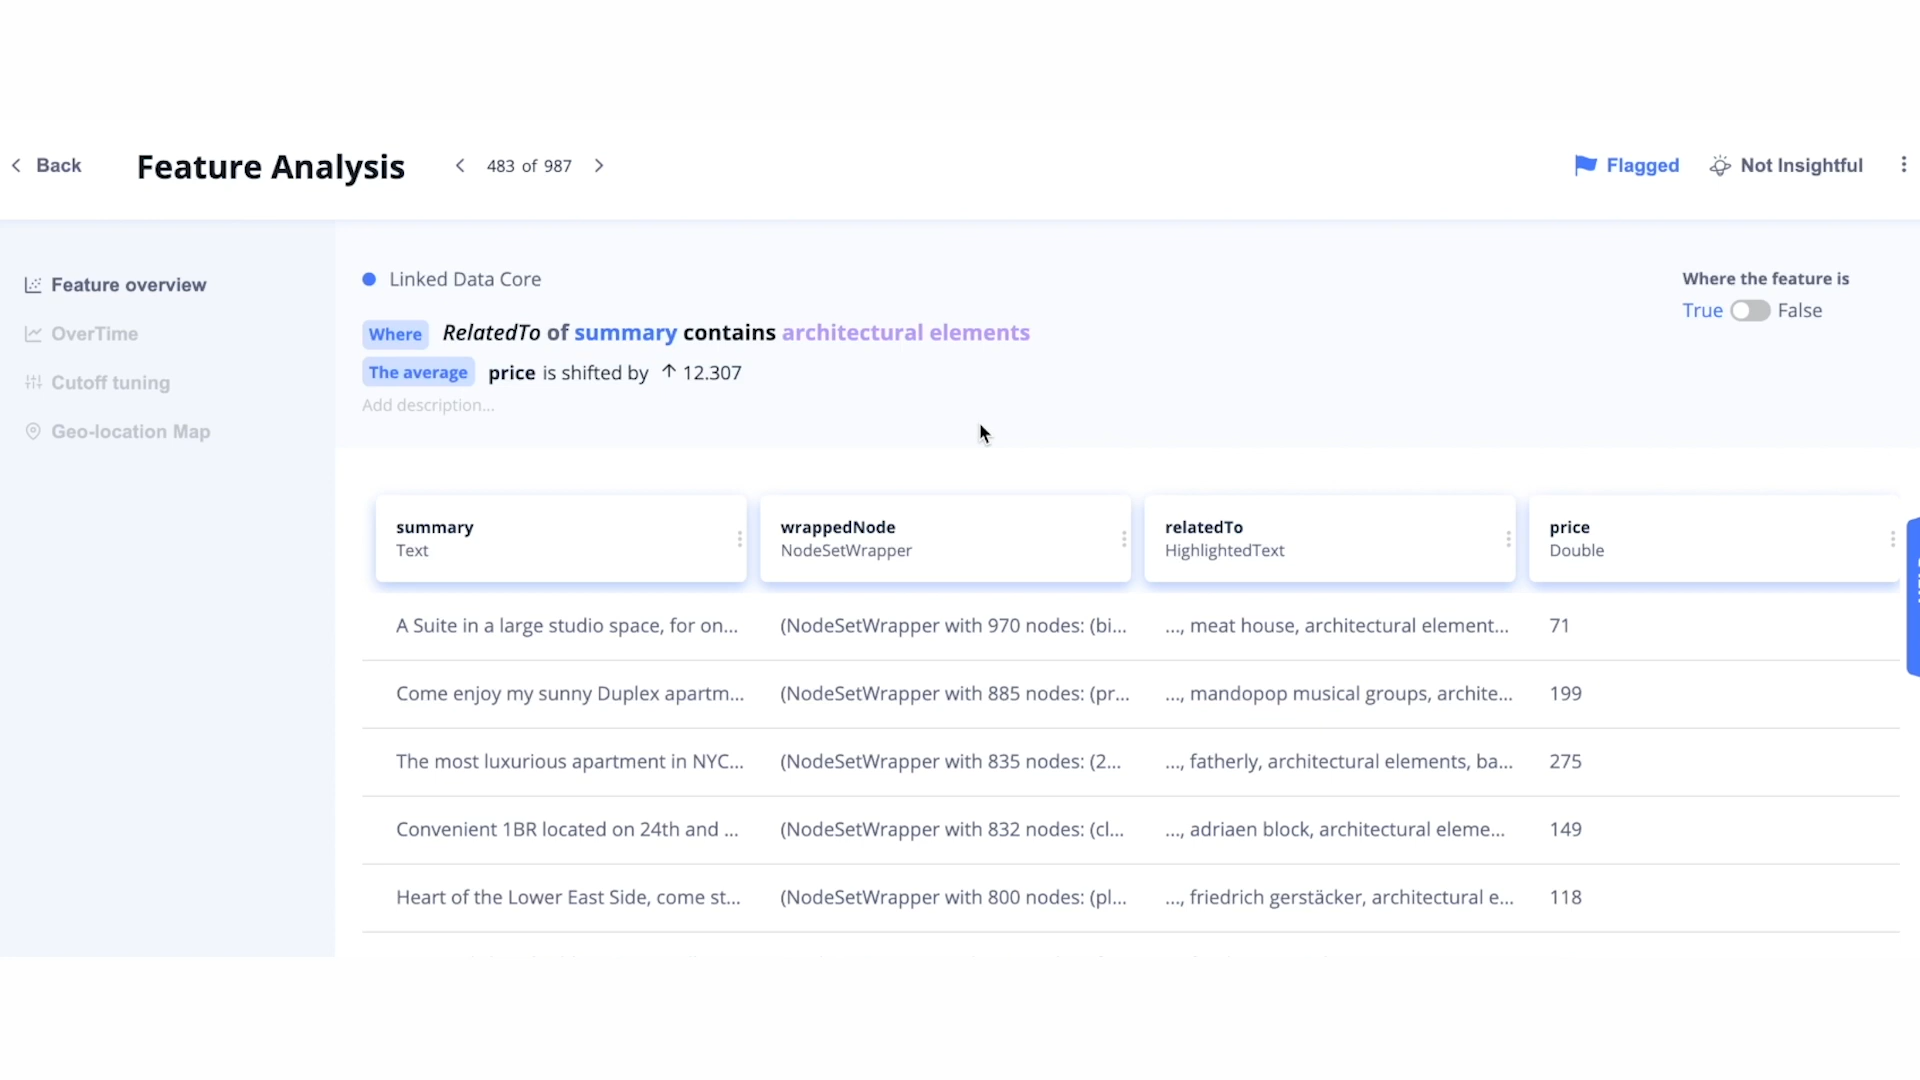 Back
Feature Analysis
483 of 987
Flagged
Not Insightful
Feature overview
OverTime
Cutoff tuning
Geo-location Map
Linked Data Core
Where RelatedTo of summary contains architectural elements
The average price is shifted by ↑ 12.307
Add description...
Where the feature is
True False
summary wrappedNode relatedTo price
Text NodeSetWrapper HighlightedText Double
A Suite in a large studio space, for on... (NodeSetWrapper with 970 nodes: (bi... ..., meat house, architectural element... 71
Come enjoy my sunny Duplex apartm... (NodeSetWrapper with 885 nodes: (pr... ..., mandopop musical groups, archite... 199
The most luxurious apartment in NYC... (NodeSetWrapper with 835 nodes: (2... ..., fatherly, architectural elements, ba... 275
Convenient 1BR located on 24th and ... (NodeSetWrapper with 832 nodes: (cl... ..., adriaen block, architectural eleme... 149
Heart of the Lower East Side, come st... (NodeSetWrapper with 800 nodes: (pl... ..., friedrich gerstäcker, architectural e... 118